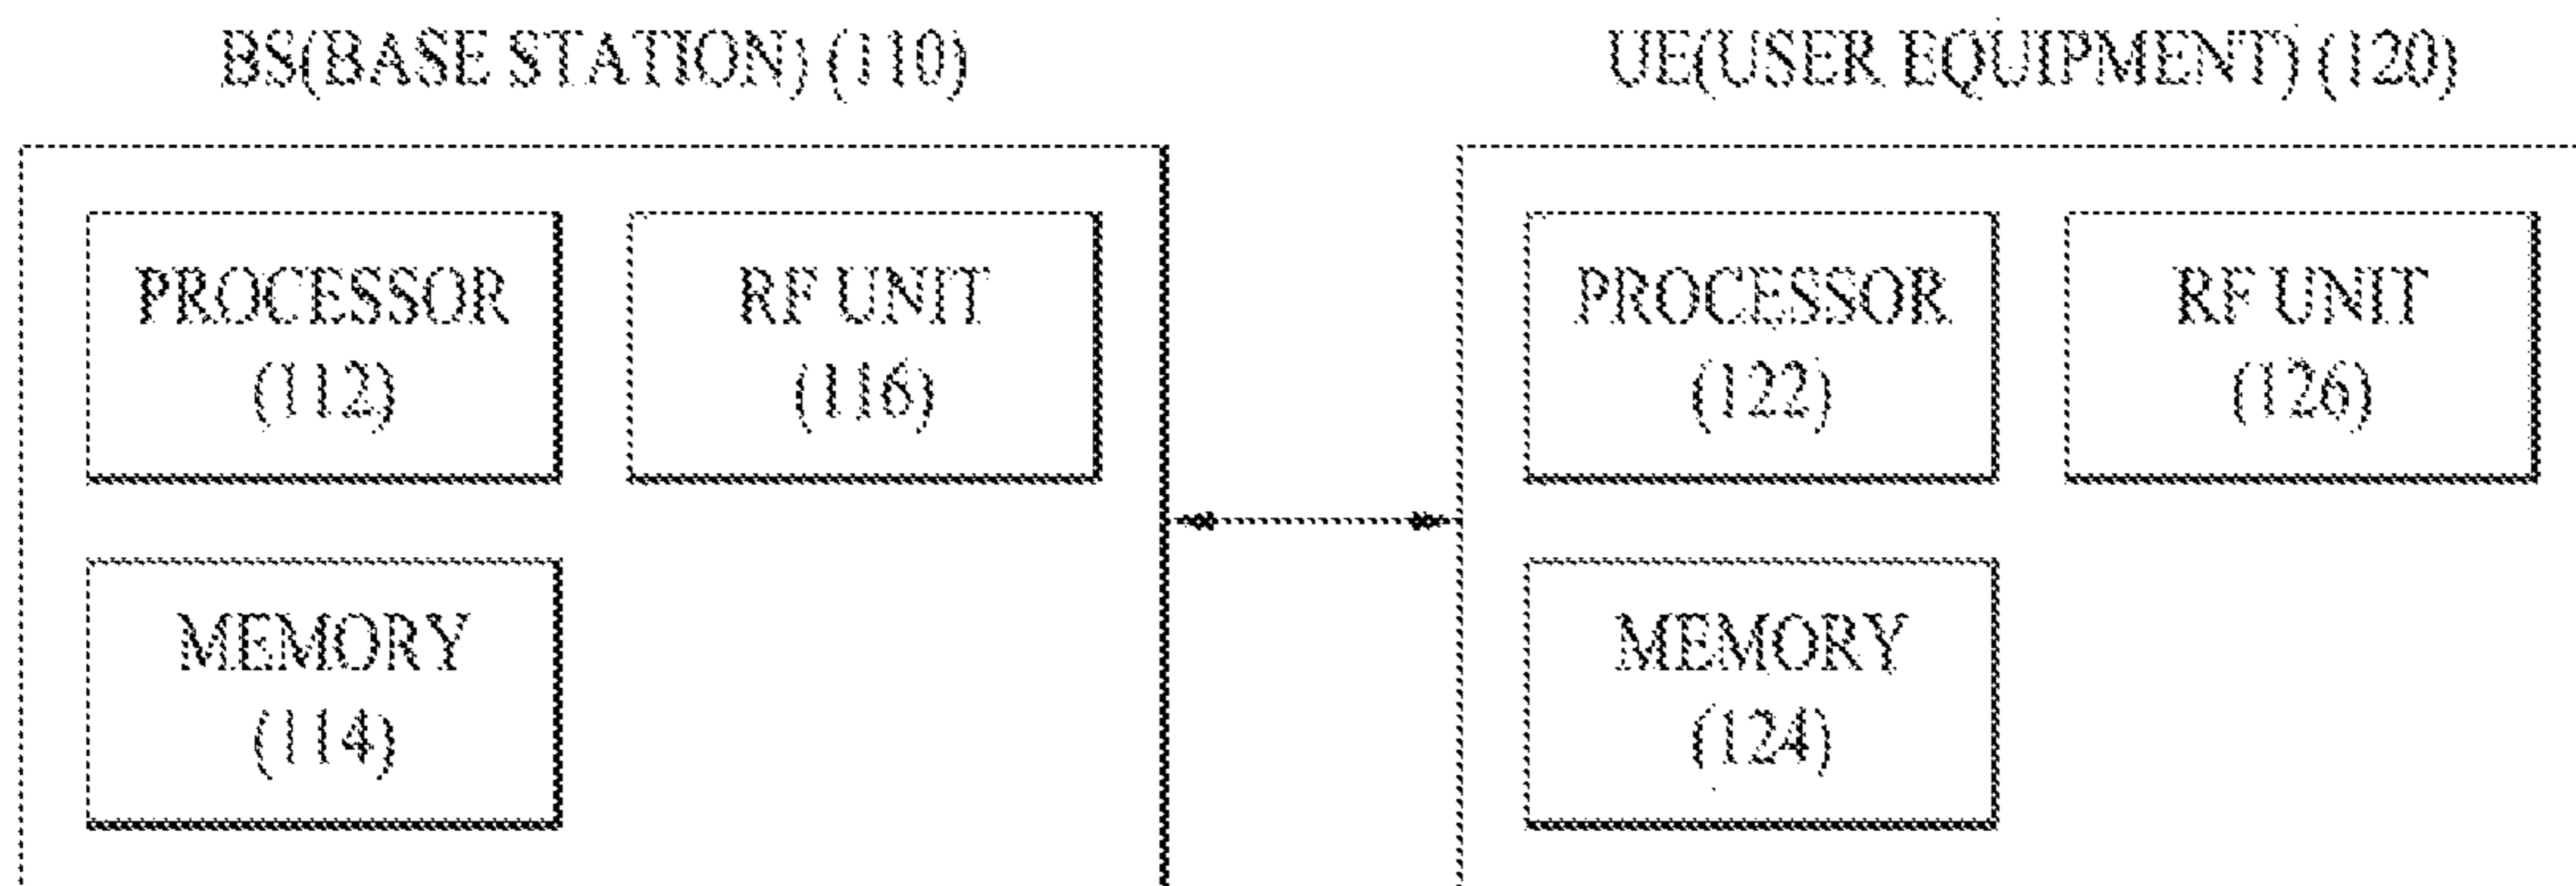 BS(BASE STATION) (110)
UE(USER EQUIPMENT) (120)
PROCESSOR
(112)
RF UNIT
(116)
MEMORY
(114)
PROCESSOR
(122)
RF UNIT
(126)
MEMORY
(124)